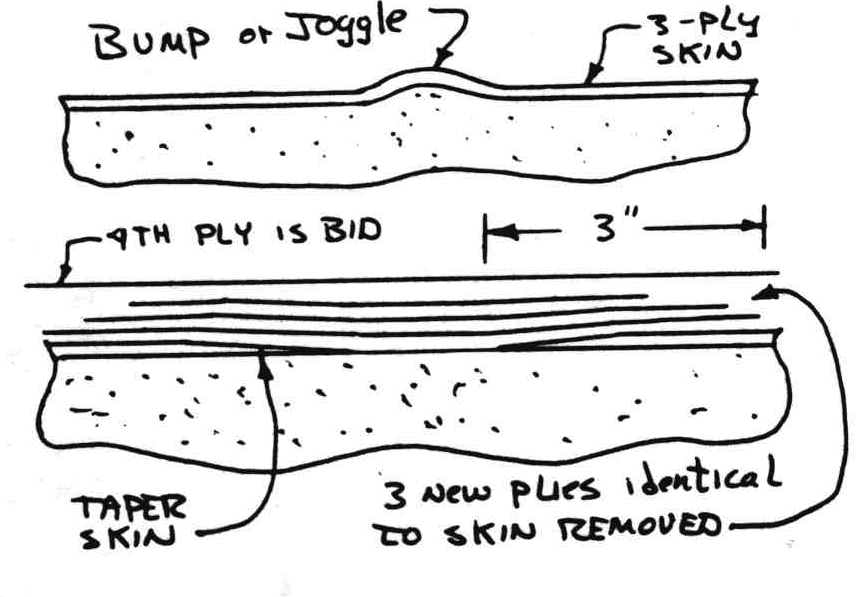 BUMP or Joggle
3-PLY
SKIN
4TH PLY IS BID
3"
TAPER
SKIN
3 New plies identical
TO SKIN REMOVED